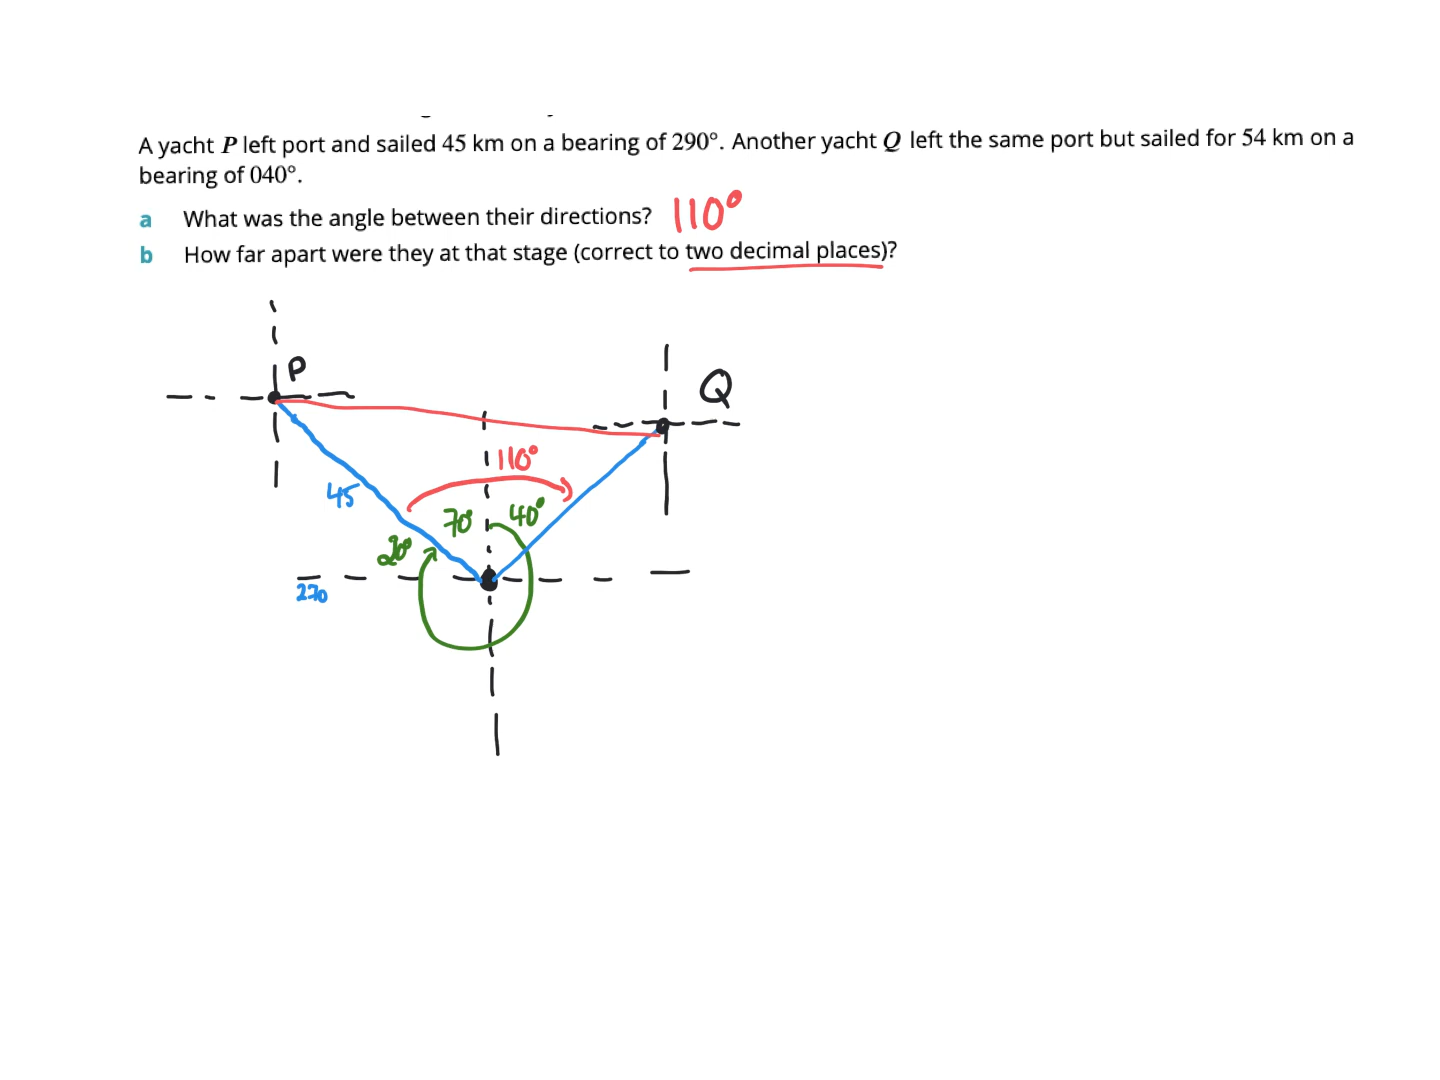 A yacht P left port and sailed 45 km on a bearing of 290°. Another yacht Q left the same port but sailed for 54 km on a
bearing of 040°.
a What was the angle between their directions? 110°
b How far apart were they at that stage (correct to two decimal places)?
P
Q
110°
45
70°
40°
20°
270